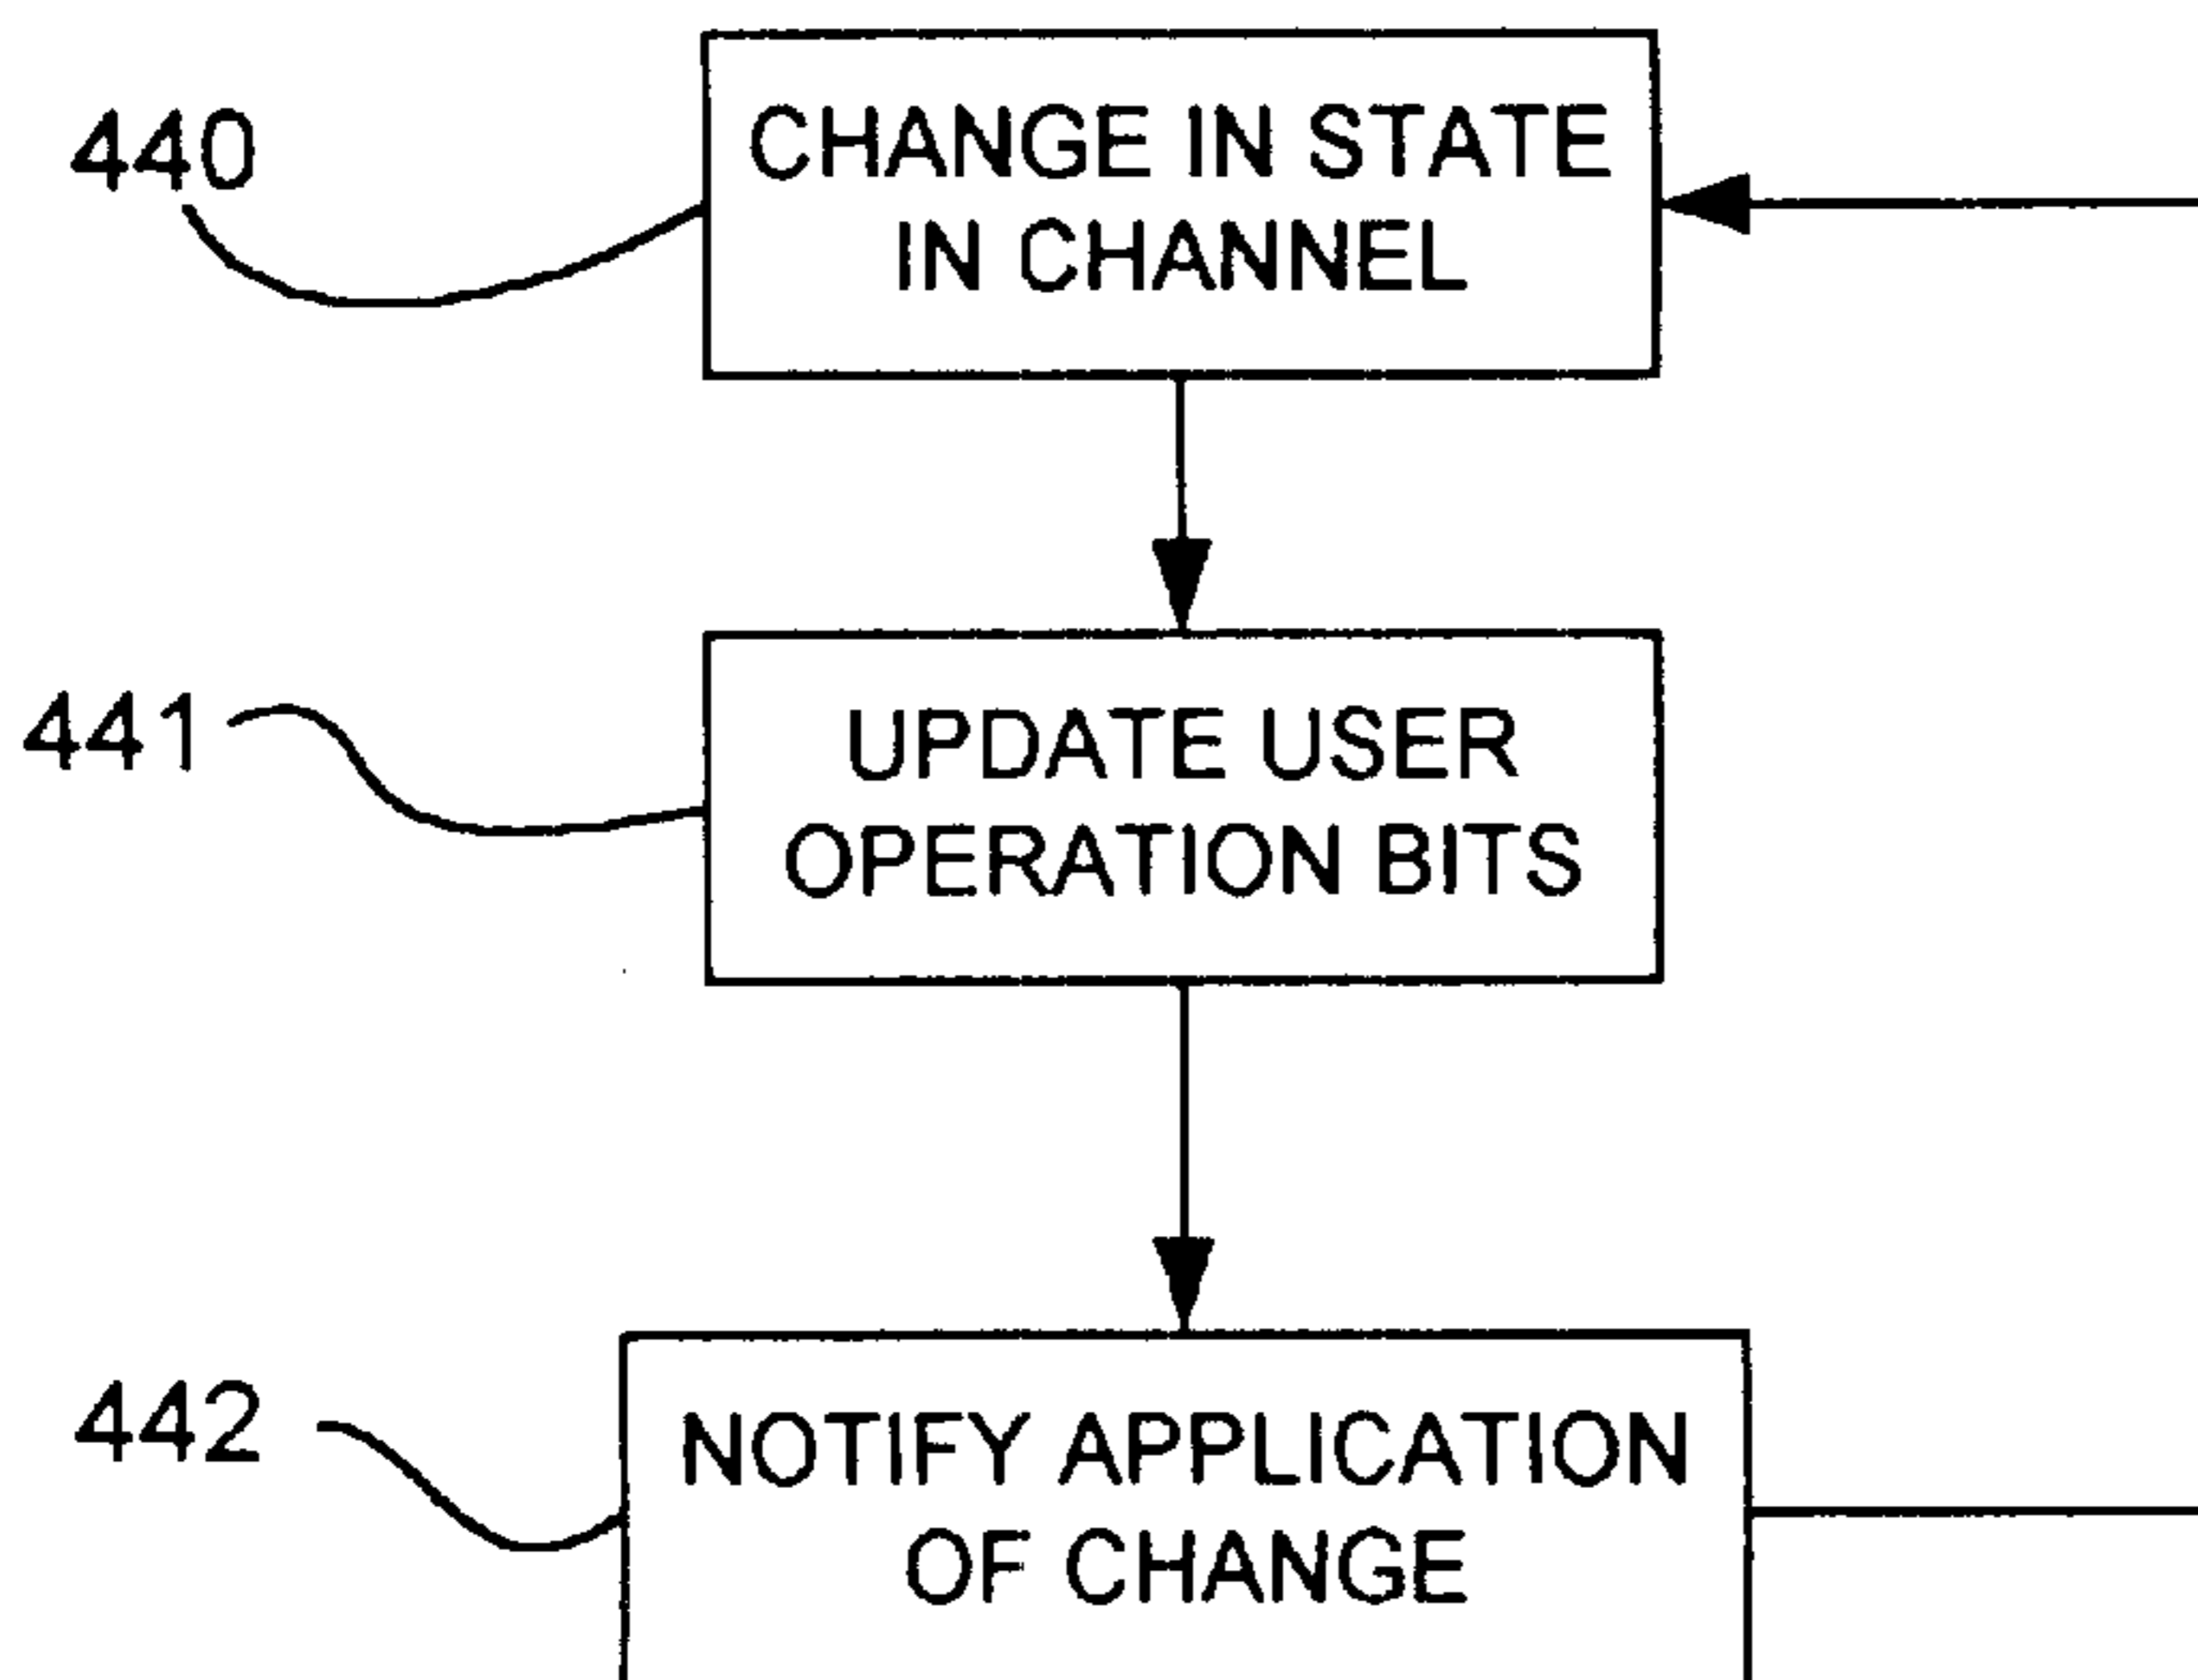 440
CHANGE IN STATE
IN CHANNEL
441
UPDATE USER
OPERATION BITS
442
NOTIFY APPLICATION
OF CHANGE